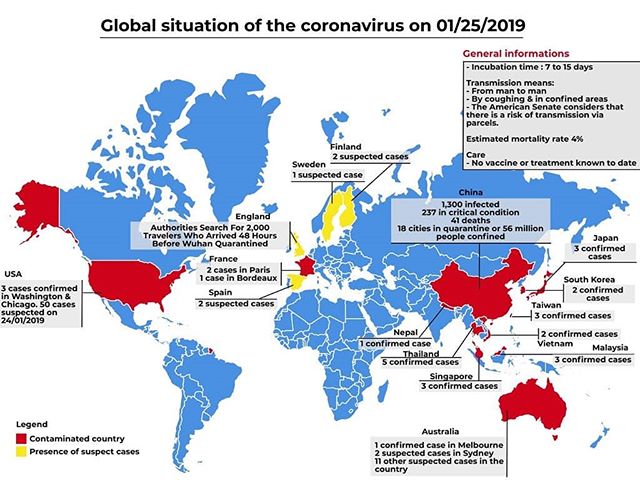 Global situation of the coronavirus on 01/25/2019
General informations
- Incubation time : 7 to 15 days
Transmission means:
- From man to man
- By coughing & in confined areas
- The American Senate considers that
there is a risk of transmission via
parcels.
Estimated mortality rate 4%
Care
- No vaccine or treatment known to date
Finland
2 suspected cases
Sweden
1 suspected case
China
1,300 infected
237 in critical condition
41 deaths
18 cities in quarantine or 56 million
people confined
England
Authorities Search For 2,000
Travelers Who Arrived 48 Hours
Before Wuhan Quarantined
Japan
3 confirmed
cases
France
2 cases in Paris
1 case in Bordeaux
USA
3 cases confirmed
in Washington &
Chicago. 50 cases
suspected on
24/01/2019
South Korea
2 confirmed
cases
Spain
2 suspected cases
Taiwan
3 confirmed cases
Nepal
1 confirmed case
2 confirmed cases
Vietnam
Thailand
5 confirmed cases
Malaysia
3 confirmed cases
Singapore
3 confirmed cases
Australia
1 confirmed case in Melbourne
2 suspected cases in Sydney
11 other suspected cases in the
country
Legend
Contaminated country
Presence of suspect cases